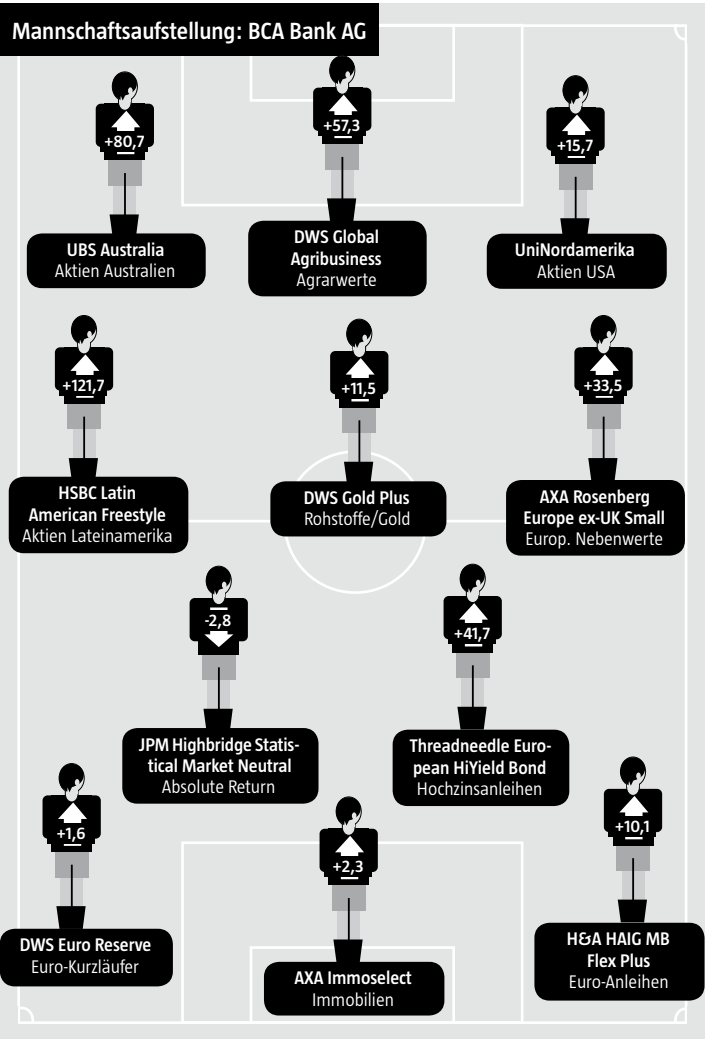 Mannschaftsaufstellung: BCA Bank AG
+80,7
UBS Australia
Aktien Australien
+57,3
DWS Global
Agribusiness
Agrarwerte
+15,7
UniNordamerika
Aktien USA
+121,7
HSBC Latin
American Freestyle
Aktien Lateinamerika
+11,5
DWS Gold Plus
Rohstoffe/Gold
+33,5
AXA Rosenberg
Europe ex-UK Small
Europ. Nebenwerte
-2,8
JPM Highbridge Statis-
tical Market Neutral
Absolute Return
+41,7
Threadneedle Euro-
pean HiYield Bond
Hochzinsanleihen
+1,6
DWS Euro Reserve
Euro-Kurzläufer
+2,3
AXA Immoselect
Immobilien
+10,1
H&A HAIG MB
Flex Plus
Euro-Anleihen